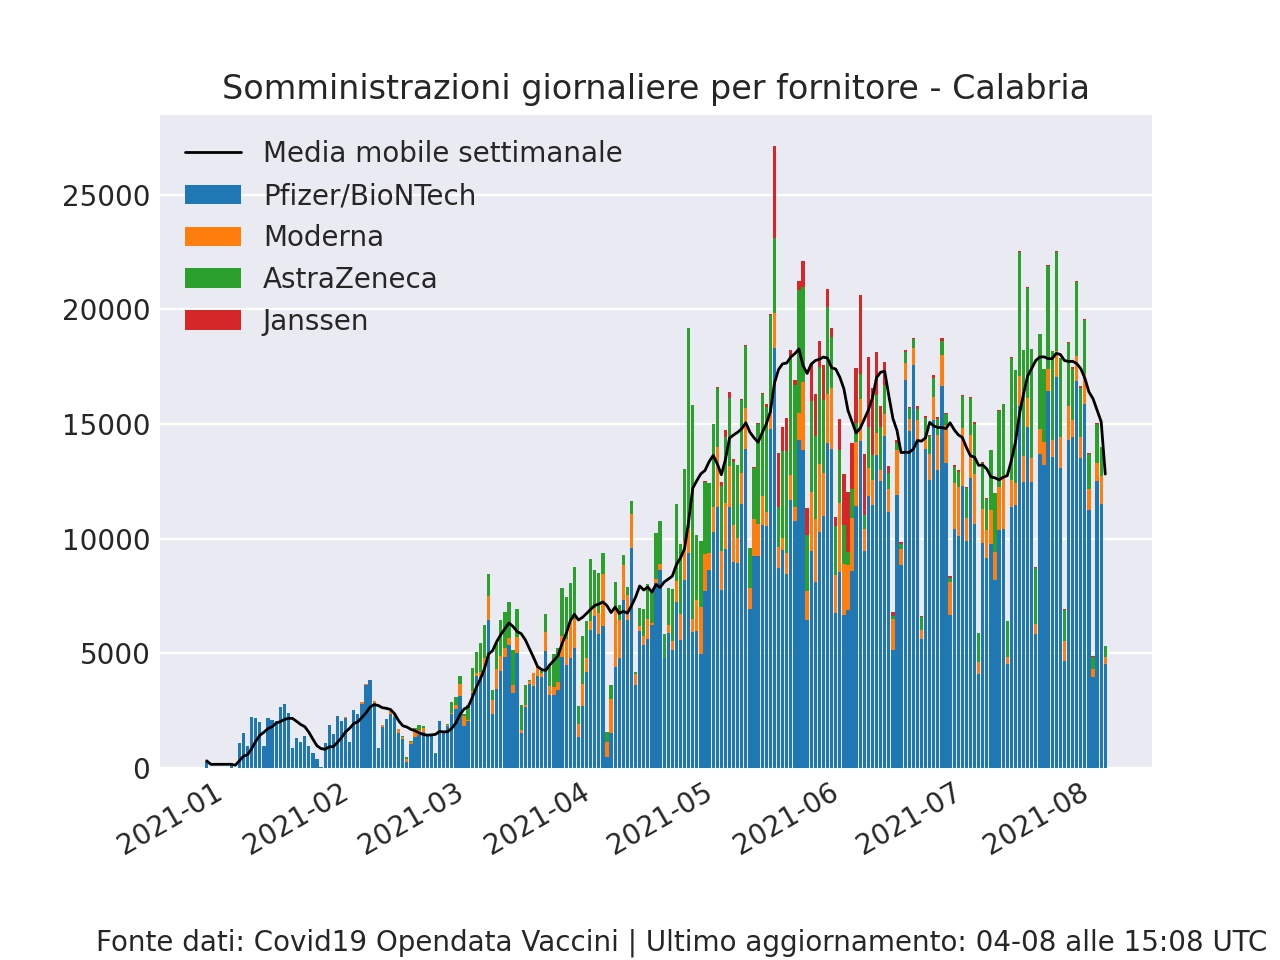 Somministrazioni giornaliere per fornitore - Calabria
Media mobile settimanale
Pfizer/BioNTech
Moderna
AstraZeneca
Janssen
25000
20000
15000
10000
5000
0
2021-01
2021-02
2021-03
2021-04
2021-05
2021-06
2021-07
2021-08
Fonte dati: Covid19 Opendata Vaccini | Ultimo aggiornamento: 04-08 alle 15:08 UTC